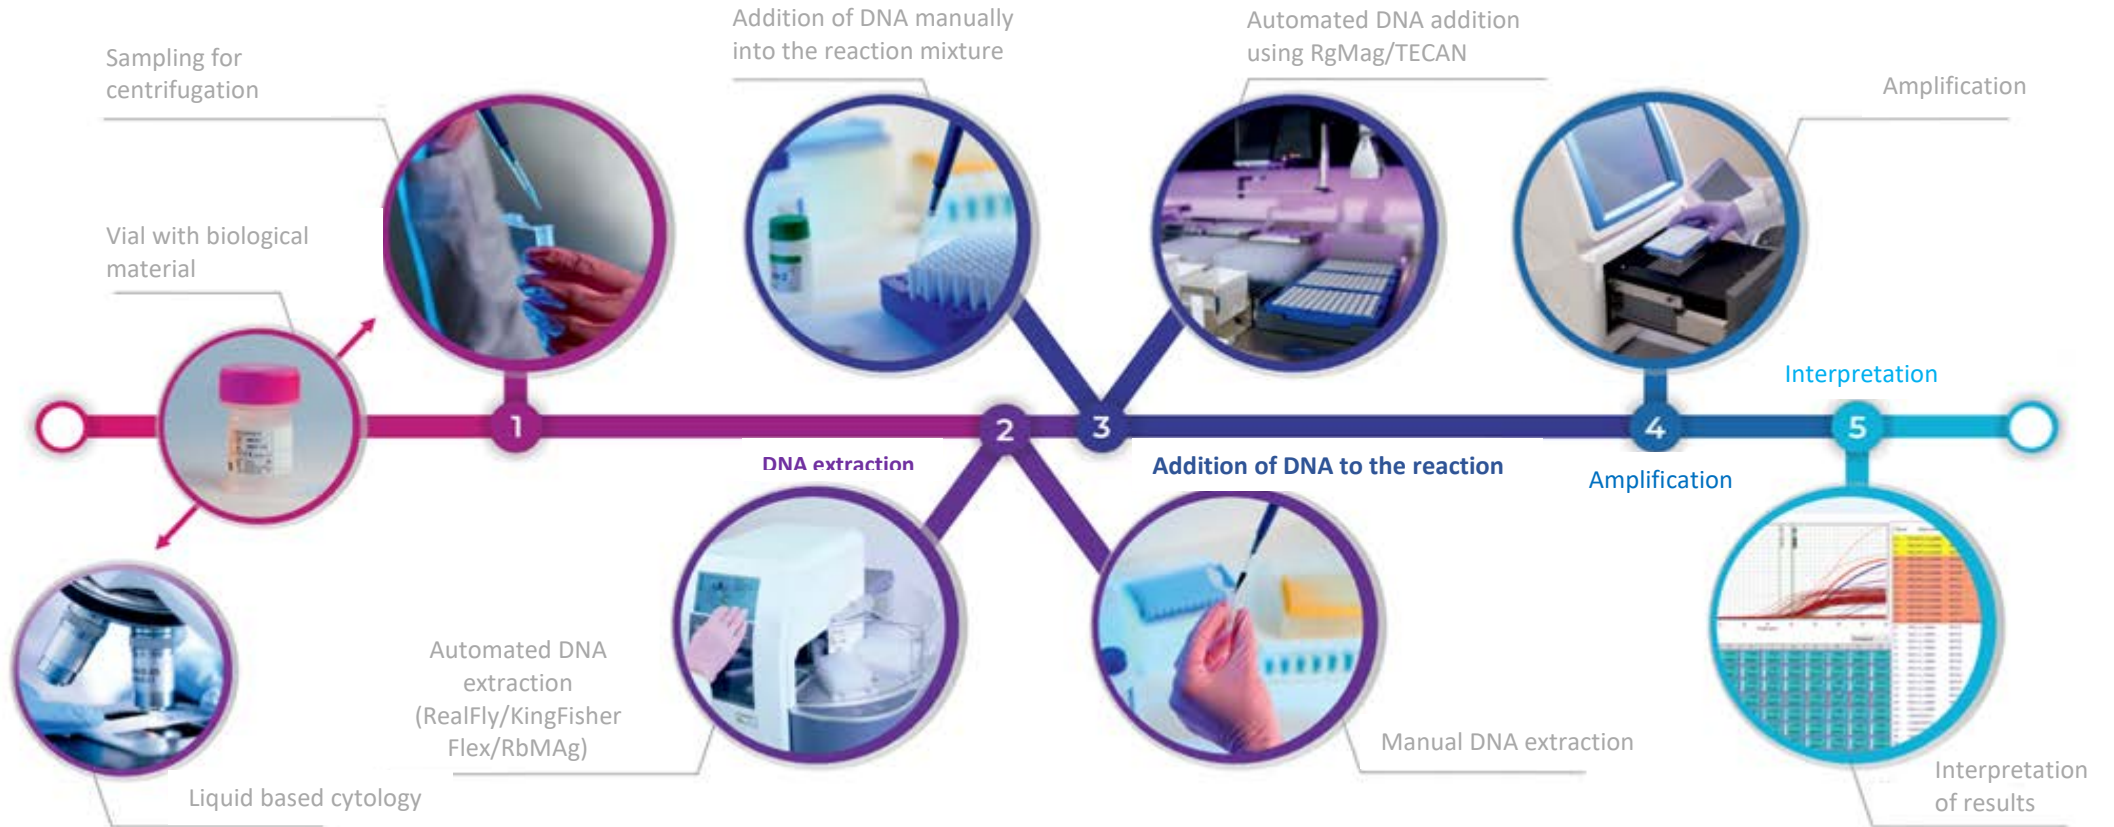 Sampling for
centrifugation
Vial with biological
material
Addition of DNA manually
into the reaction mixture
Automated DNA addition
using RgMag/TECAN
Amplification
1
2
3
4
5
Interpretation
DNA extraction
Addition of DNA to the reaction
Amplification
Automated DNA
extraction
(RealFly/KingFisher
Flex/RbMAg)
Manual DNA extraction
Liquid based cytology
Interpretation
of results